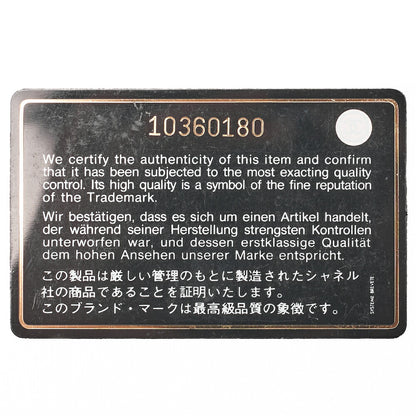 10360180
We certify the authenticity of this item and confirm
that it has been subjected to the most exacting quality
control. Its high quality is a symbol of the fine reputation
of the Trademark.
Wir bestätigen, dass es sich um einen Artikel handelt,
der während seiner Herstellung strengsten Kontrollen
unterworfen war, und dessen erstklassige Qualität
dem hohen Ansehen unserer Marke entspricht.
この製品は厳しい管理のもとに製造されたシャネル
社の商品であることを証明いたします。
このブランド・マークは最高級品質の象徴です。
SYSTEME BREVETE